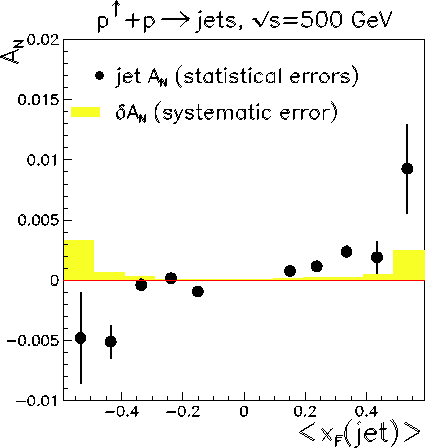 p↑+p→jets, √s=500 GeV
A_N
0.02
jet A_N (statistical errors)
0.015
δA_N (systematic error)
0.01
0.005
0
−0.005
−0.01
−0.4 −0.2 0 0.2 0.4
<x_F(jet)>